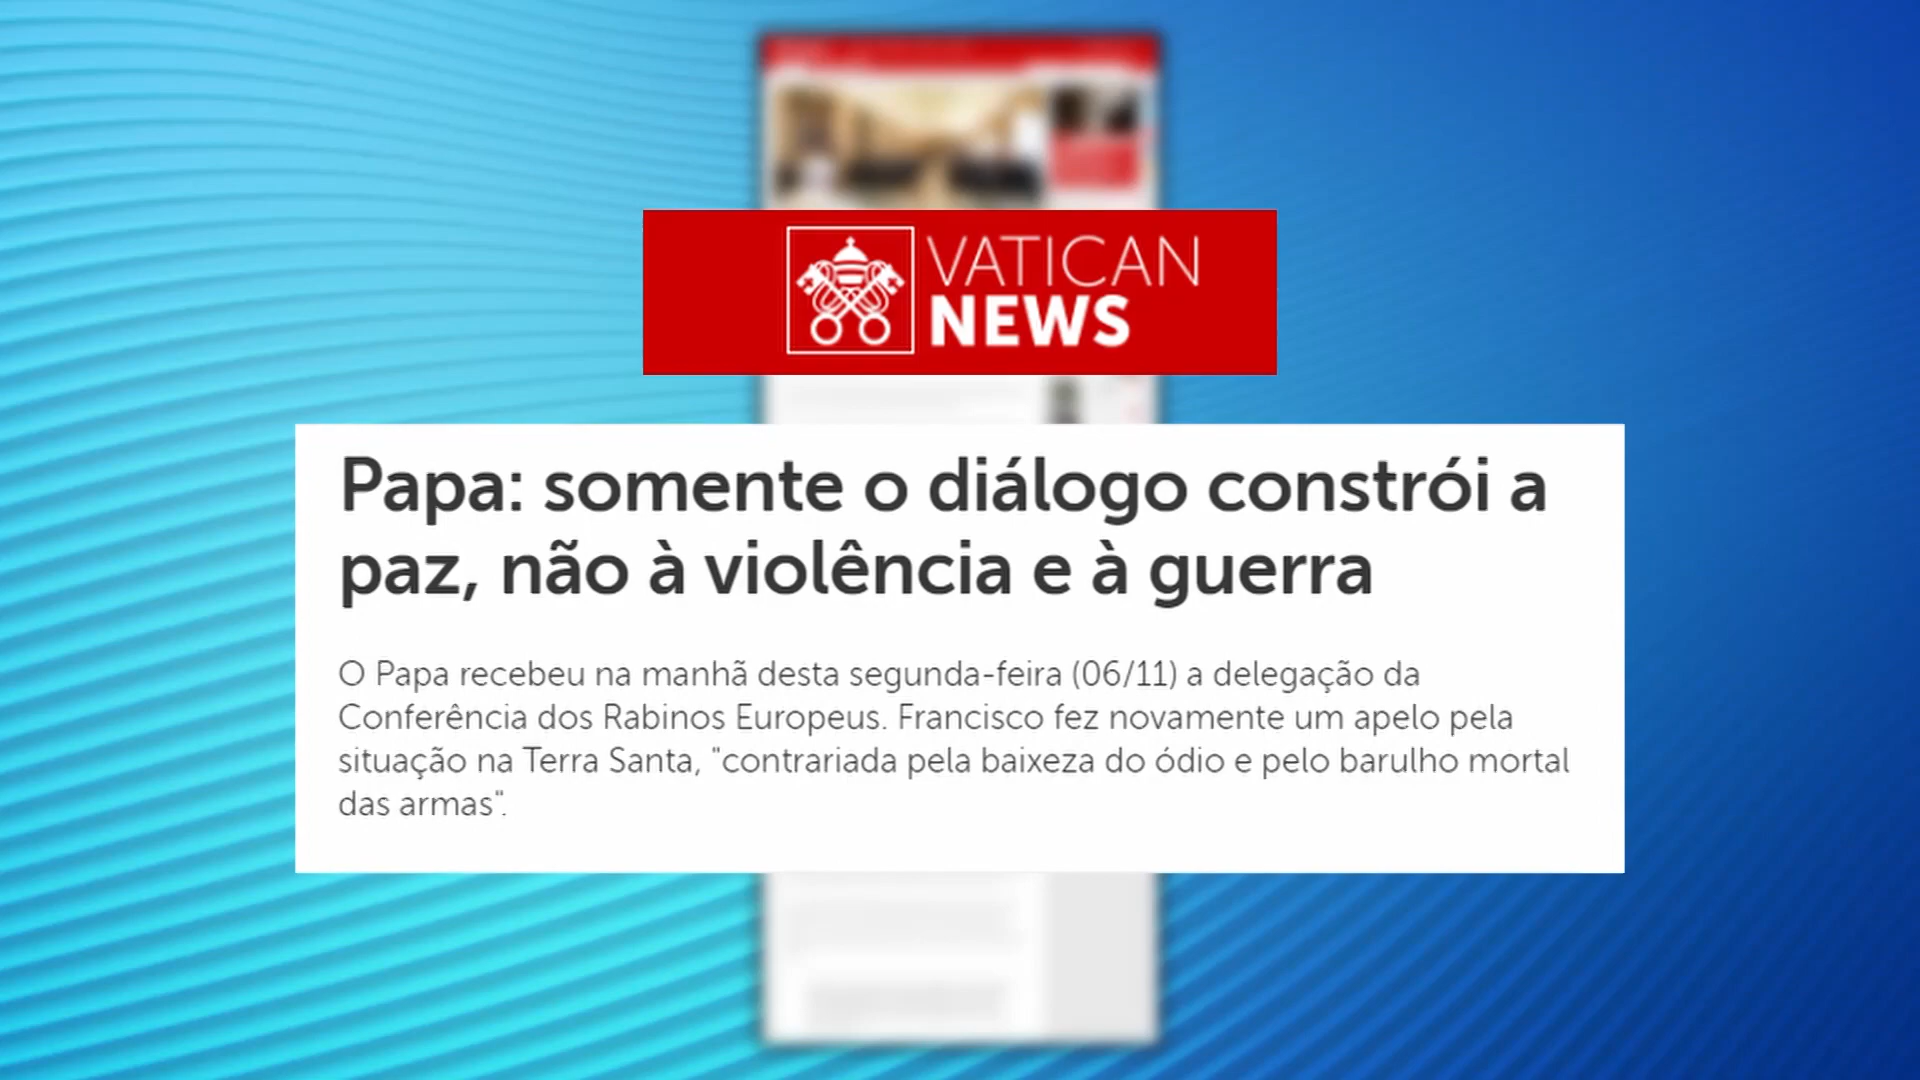 VATICAN
NEWS
Papa: somente o diálogo constrói a
paz, não à violência e à guerra
O Papa recebeu na manhã desta segunda-feira (06/11) a delegação da
Conferência dos Rabinos Europeus. Francisco fez novamente um apelo pela
situação na Terra Santa, "contrariada pela baixeza do ódio e pelo barulho mortal
das armas".